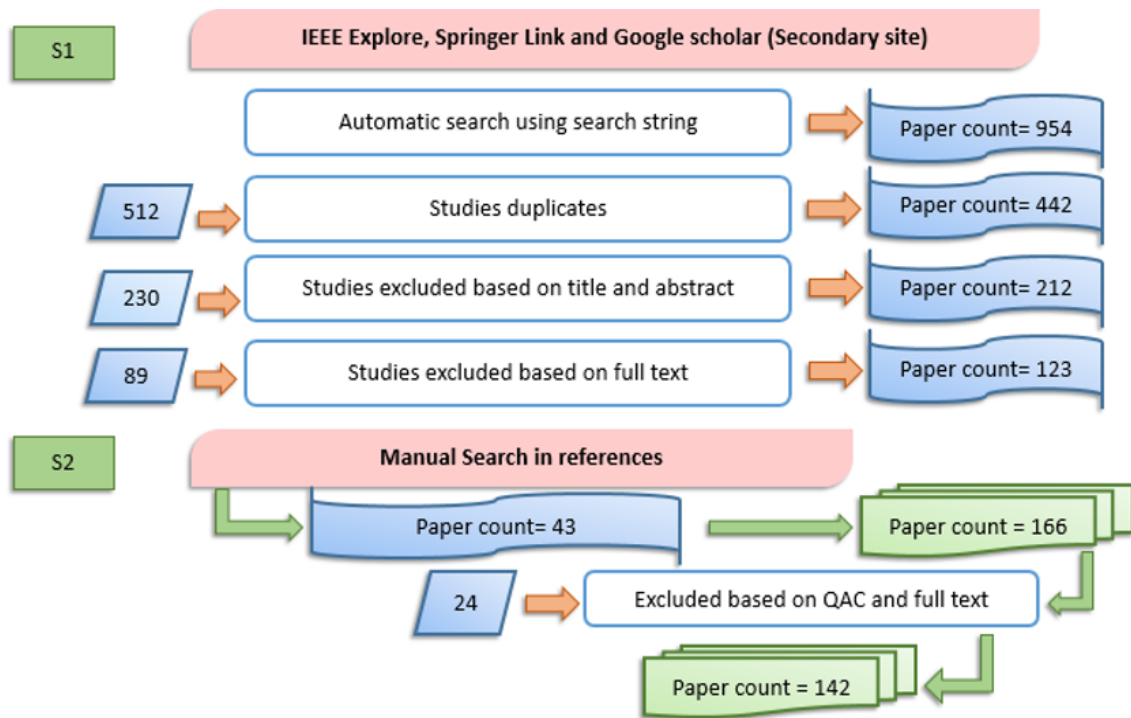 S1
IEEE Explore, Springer Link and Google scholar (Secondary site)
Automatic search using search string
Paper count= 954
512
Studies duplicates
Paper count= 442
230
Studies excluded based on title and abstract
Paper count= 212
89
Studies excluded based on full text
Paper count= 123
S2
Manual Search in references
Paper count= 43
Paper count = 166
24
Excluded based on QAC and full text
Paper count = 142